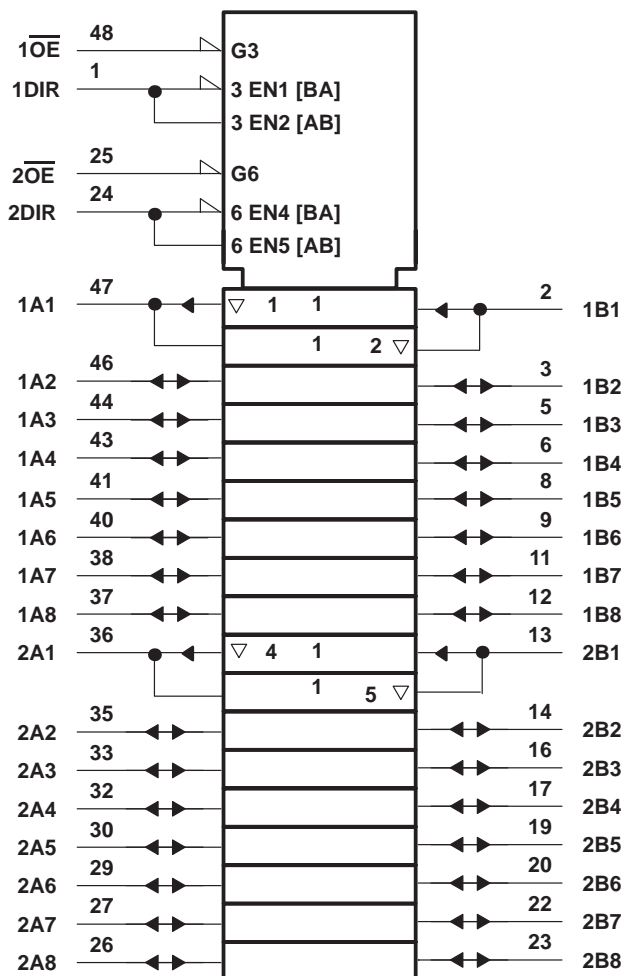 48
1OE G3
1
1DIR 3 EN1 [BA]
3 EN2 [AB]
25
2OE G6
24
2DIR 6 EN4 [BA]
6 EN5 [AB]
47 2
1A1 1 1 1B1
1 2
46 3
1A2 1B2
44 5
1A3 1B3
43 6
1A4 1B4
41 8
1A5 1B5
40 9
1A6 1B6
38 11
1A7 1B7
37 12
1A8 1B8
36 13
2A1 4 1 2B1
1 5
35 14
2A2 2B2
33 16
2A3 2B3
32 17
2A4 2B4
30 19
2A5 2B5
29 20
2A6 2B6
27 22
2A7 2B7
26 23
2A8 2B8